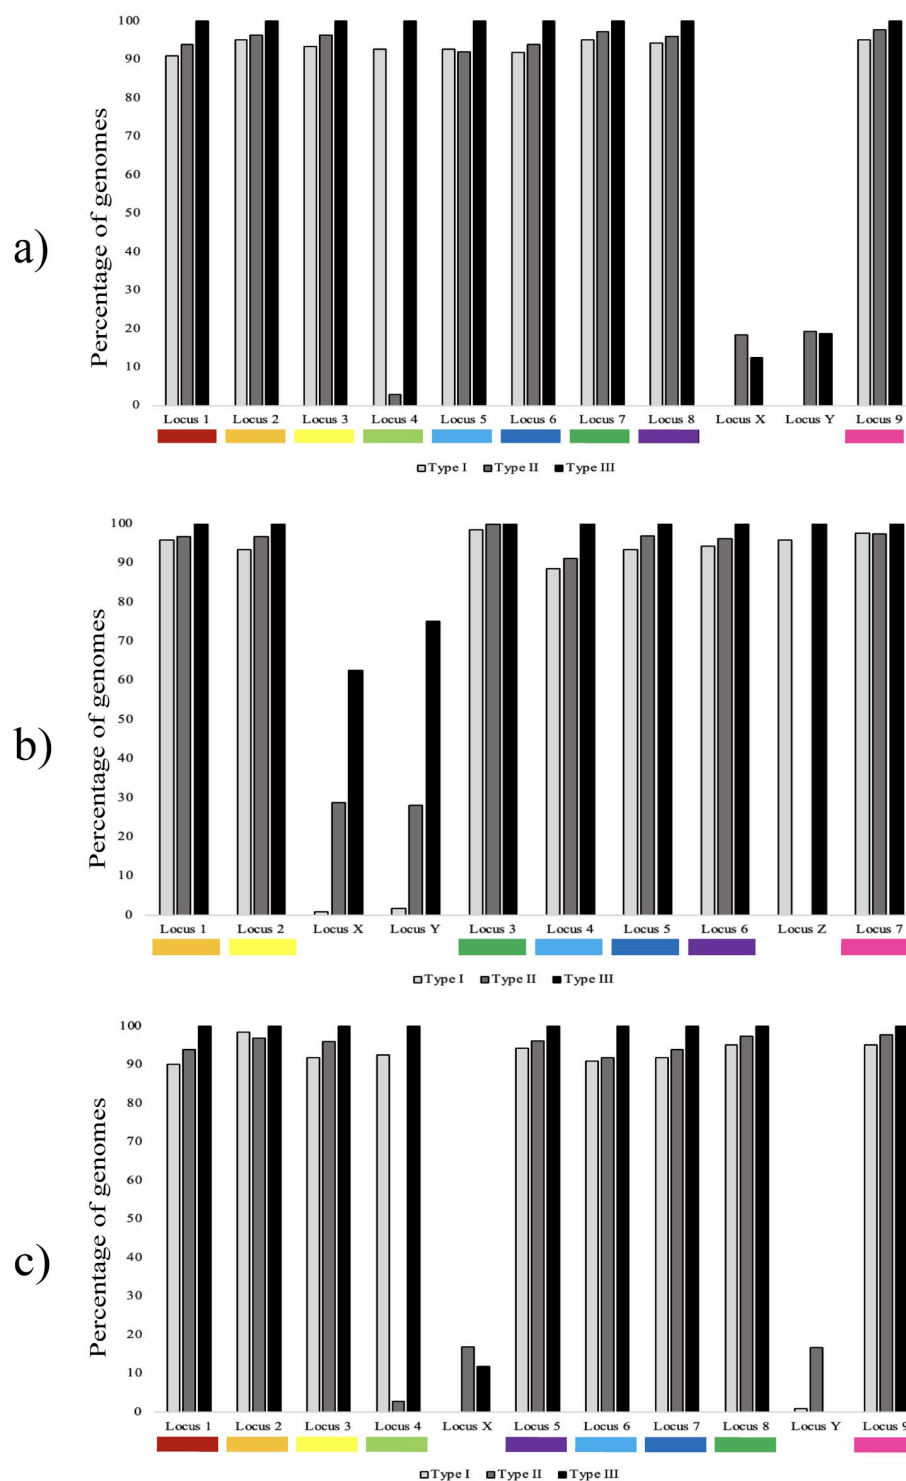 a)
Percentage of genomes
100
90
80
70
60
50
40
30
20
10
0
Locus 1 Locus 2 Locus 3 Locus 4 Locus 5 Locus 6 Locus 7 Locus 8 Locus X Locus Y Locus 9
Type I Type II Type III
b)
Percentage of genomes
100
90
80
70
60
50
40
30
20
10
0
Locus 1 Locus 2 Locus X Locus Y Locus 3 Locus 4 Locus 5 Locus 6 Locus Z Locus 7
Type I Type II Type III
c)
Percentage of genomes
100
90
80
70
60
50
40
30
20
10
0
Locus 1 Locus 2 Locus 3 Locus 4 Locus X Locus 5 Locus 6 Locus 7 Locus 8 Locus Y Locus 9
Type I Type II Type III